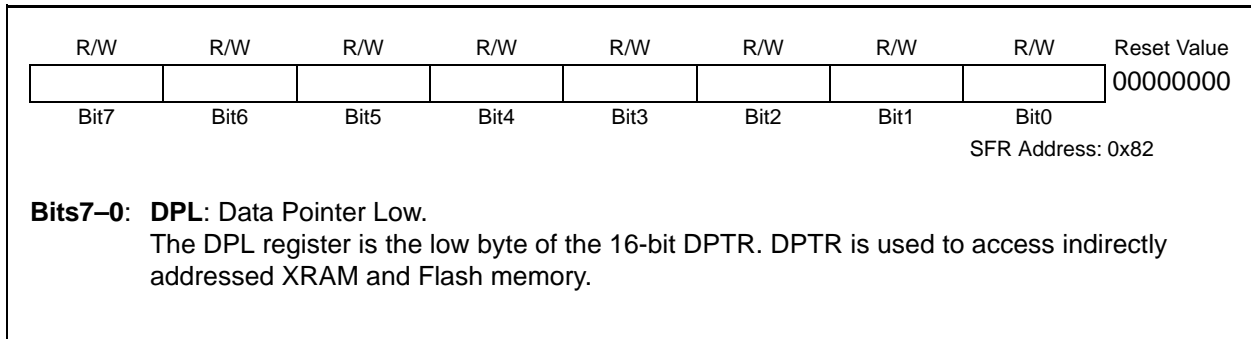 R/W R/W R/W R/W R/W R/W R/W R/W Reset Value
00000000
Bit7 Bit6 Bit5 Bit4 Bit3 Bit2 Bit1 Bit0
SFR Address: 0x82
Bits7–0: DPL: Data Pointer Low.
The DPL register is the low byte of the 16-bit DPTR. DPTR is used to access indirectly
addressed XRAM and Flash memory.